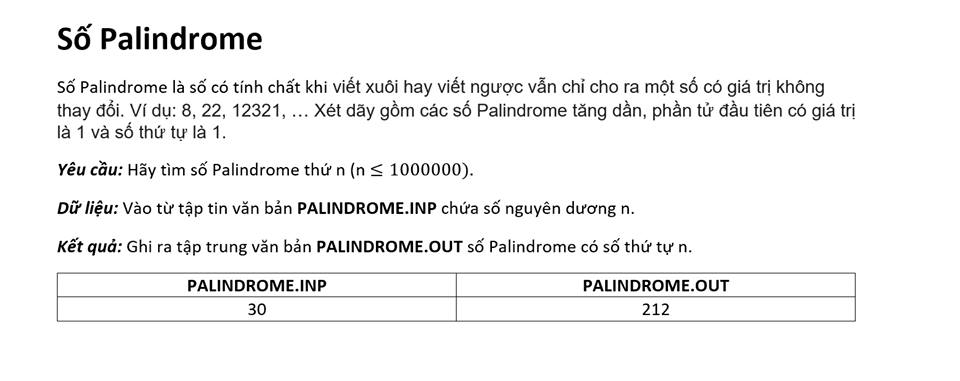 Số Palindrome
Số Palindrome là số có tính chất khi viết xuôi hay viết ngược vẫn chỉ cho ra một số có giá trị không
thay đổi. Ví dụ: 8, 22, 12321, … Xét dãy gồm các số Palindrome tăng dần, phần tử đầu tiên có giá trị
là 1 và số thứ tự là 1.
Yêu cầu: Hãy tìm số Palindrome thứ n (n ≤ 1000000).
Dữ liệu: Vào từ tập tin văn bản PALINDROME.INP chứa số nguyên dương n.
Kết quả: Ghi ra tập trung văn bản PALINDROME.OUT số Palindrome có số thứ tự n.
PALINDROME.INP PALINDROME.OUT
30 212